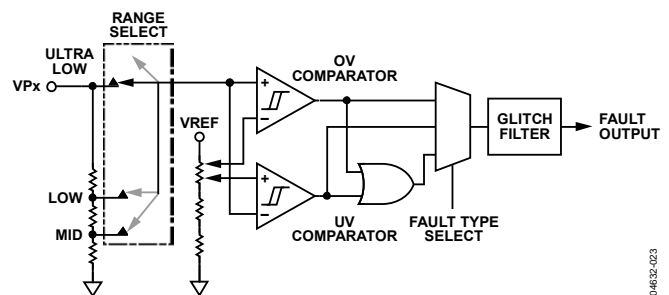 RANGE
SELECT
ULTRA
LOW
VPx
LOW
MID
VREF
+
−
OV
COMPARATOR
+
−
UV
COMPARATOR
FAULT TYPE
SELECT
GLITCH
FILTER
FAULT
OUTPUT
04632-023